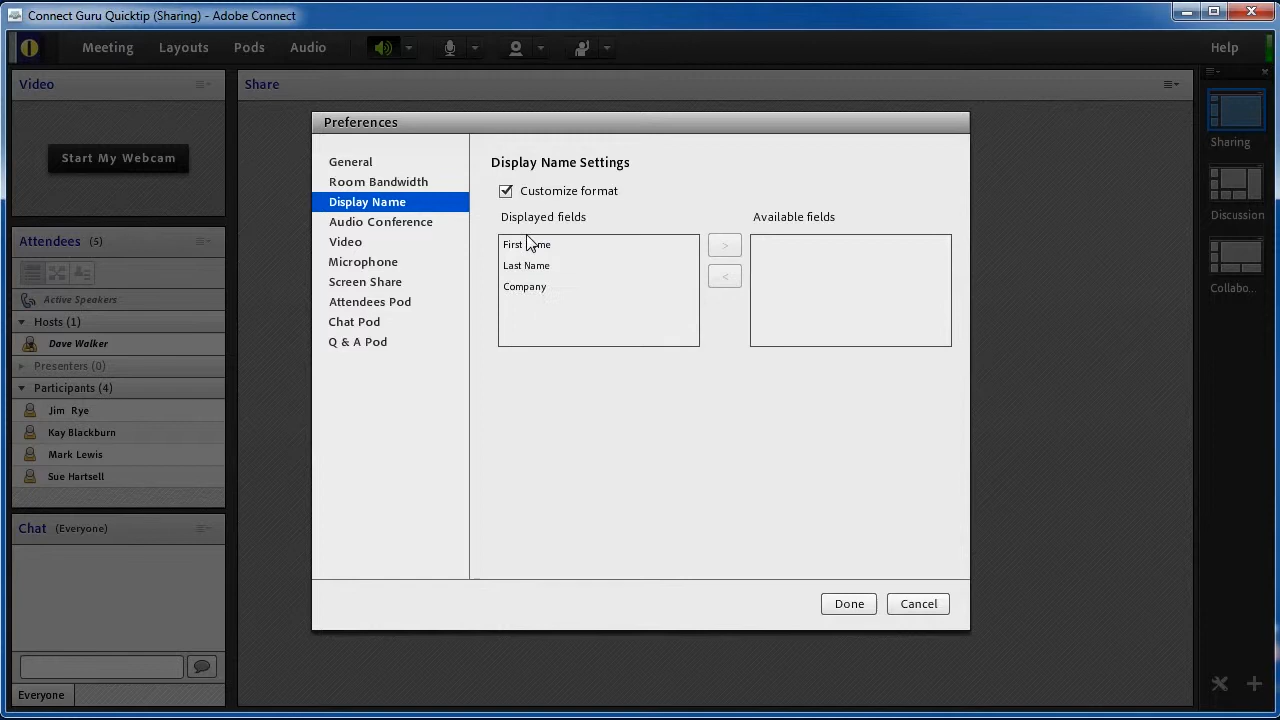 Connect Guru Quicktip (Sharing) - Adobe Connect
Meeting Layouts Pods Audio Help
Video
Start My Webcam
Attendees (5)
Active Speakers
Hosts (1)
Dave Walker
Presenters (0)
Participants (4)
Jim Rye
Kay Blackburn
Mark Lewis
Sue Hartsell
Chat (Everyone)
Everyone
Share
Preferences
General
Room Bandwidth
Display Name
Audio Conference
Video
Microphone
Screen Share
Attendees Pod
Chat Pod
Q & A Pod
Display Name Settings
Customize format
Displayed fields
First Name
Last Name
Company
>
<
Available fields
Done Cancel
Sharing
Discussion
Collabo...